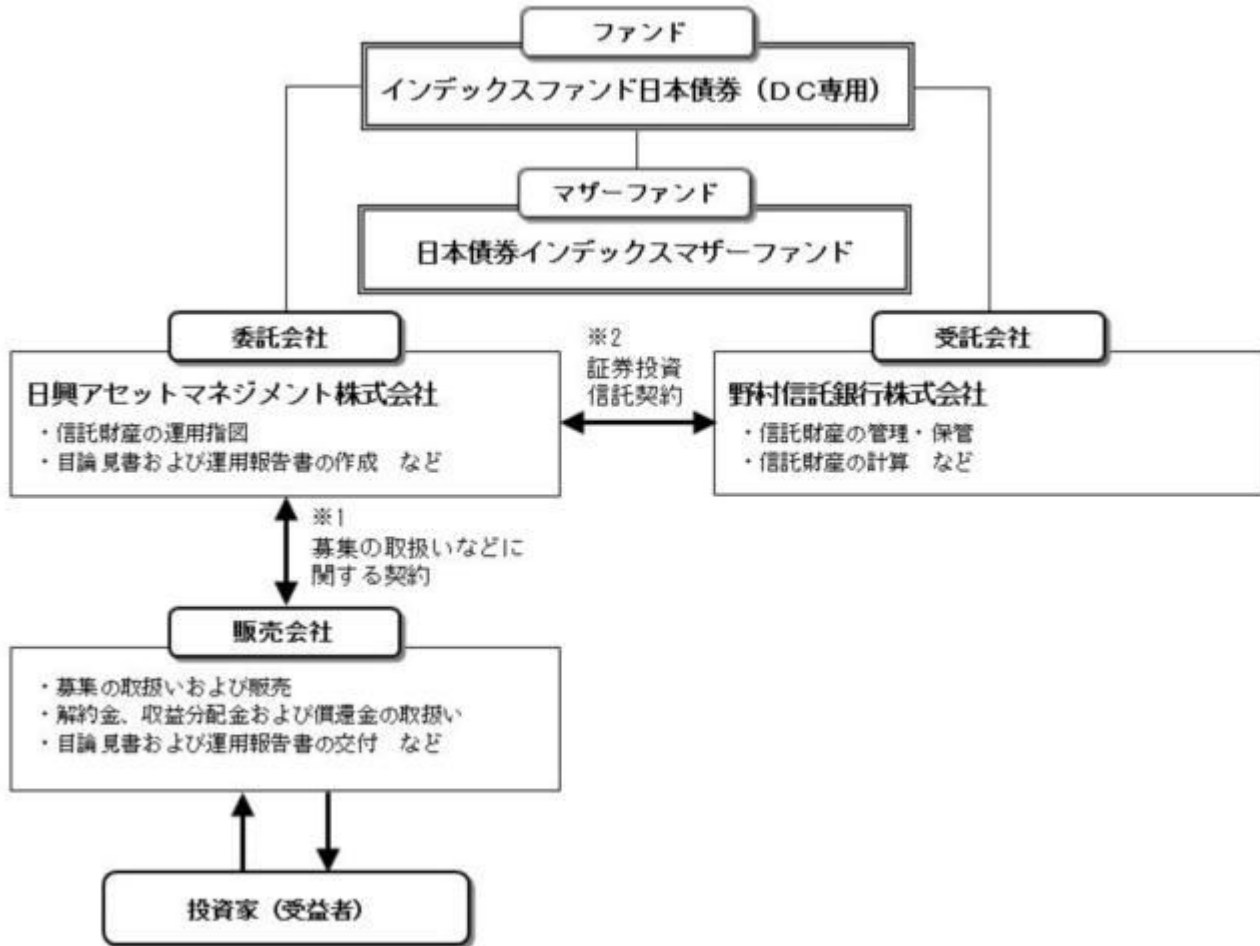 ファンド
インデックスファンド日本債券（ＤＣ専用）
マザーファンド
日本債券インデックスマザーファンド
委託会社
日興アセットマネジメント株式会社
・信託財産の運用指図
・目論見書および運用報告書の作成　など
※2
証券投資
信託契約
受託会社
野村信託銀行株式会社
・信託財産の管理・保管
・信託財産の計算　など
※1
募集の取扱いなどに
関する契約
販売会社
・募集の取扱いおよび販売
・解約金、収益分配金および償還金の取扱い
・目論見書および運用報告書の交付　など
投資家（受益者）